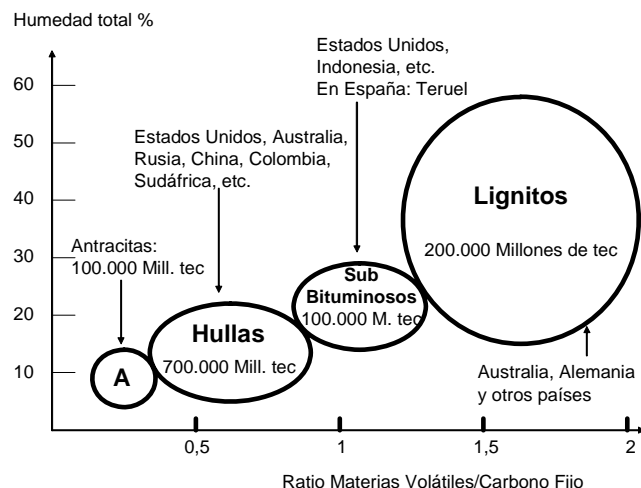 Humedad total %
Estados Unidos,
Indonesia, etc.
En España: Teruel
60
50
40
30
20
10
Estados Unidos, Australia,
Rusia, China, Colombia,
Sudáfrica, etc.
Antracitas:
100.000 Mill. tec
A
Hullas
700.000 Mill. tec
Sub
Bituminosos
100.000 M. tec
Lignitos
200.000 Millones de tec
Australia, Alemania
y otros países
0,5
1
1,5
2
Ratio Materias Volátiles/Carbono Fijo